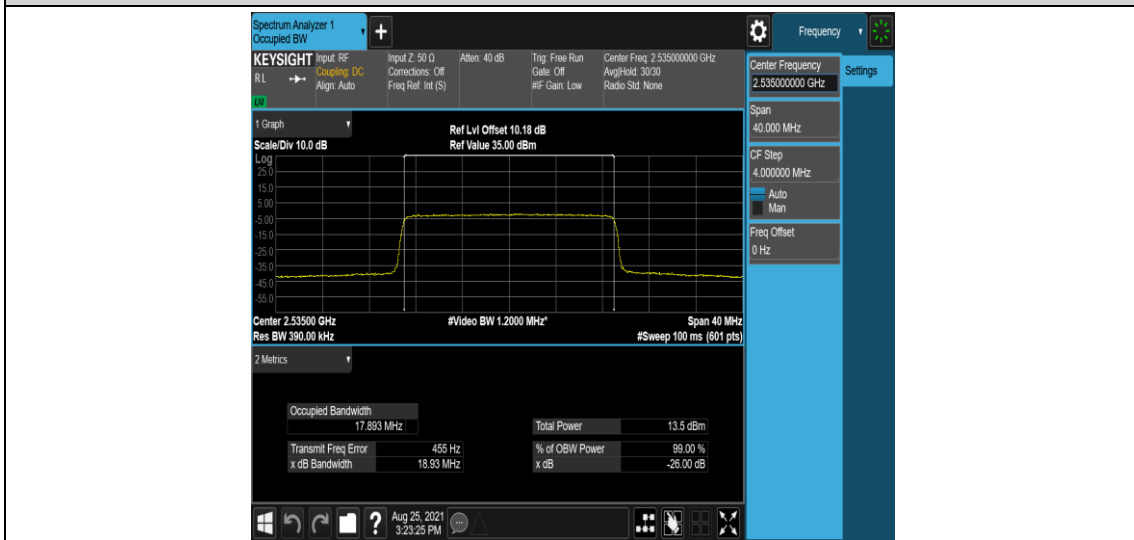 Spectrum Analyzer 1
Occupied BW
+
Frequency
KEYSIGHT
RL
LXI
Input: RF
Coupling: DC
Align: Auto
Input Z: 50 Ω
Corrections: Off
Freq Ref: Int (S)
Atten: 40 dB
Trig: Free Run
Gate: Off
#IF Gain: Low
Center Freq: 2.535000000 GHz
Avg|Hold: 30/30
Radio Std: None
Center Frequency
2.535000000 GHz
Settings
Span
40.000 MHz
CF Step
4.000000 MHz
Auto
Man
Freq Offset
0 Hz
1 Graph
Scale/Div 10.0 dB
Ref Lvl Offset 10.18 dB
Ref Value 35.00 dBm
Log
25.0
15.0
5.00
-5.00
-15.0
-25.0
-35.0
-45.0
-55.0
Center 2.53500 GHz
#Video BW 1.2000 MHz*
Span 40 MHz
Res BW 390.00 kHz
#Sweep 100 ms (601 pts)
2 Metrics
Occupied Bandwidth
17.893 MHz
Total Power 13.5 dBm
Transmit Freq Error 455 Hz
% of OBW Power 99.00 %
x dB Bandwidth 18.93 MHz
x dB -26.00 dB
?
Aug 25, 2021
3:23:25 PM